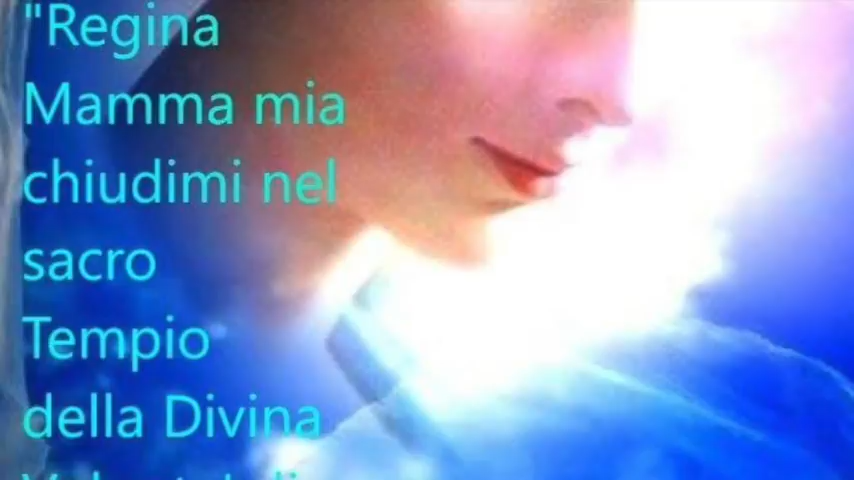 "Regina
Mamma mia
chiudimi nel
sacro
Tempio
della Divina